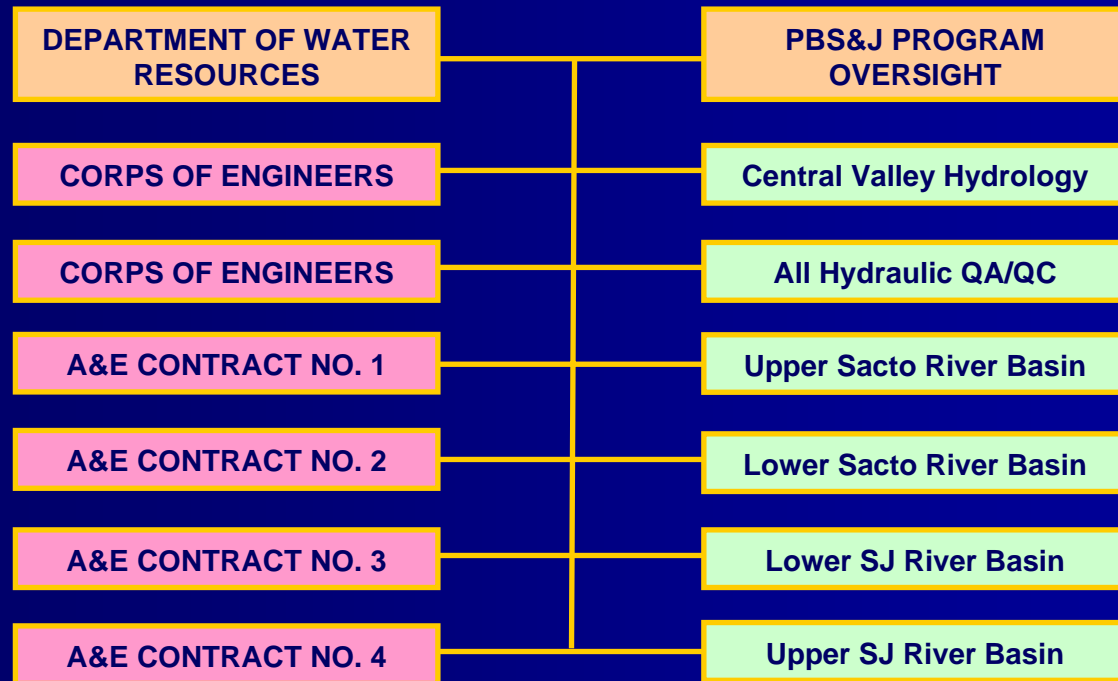 DEPARTMENT OF WATER
RESOURCES
PBS&J PROGRAM
OVERSIGHT
CORPS OF ENGINEERS
Central Valley Hydrology
CORPS OF ENGINEERS
All Hydraulic QA/QC
A&E CONTRACT NO. 1
Upper Sacto River Basin
A&E CONTRACT NO. 2
Lower Sacto River Basin
A&E CONTRACT NO. 3
Lower SJ River Basin
A&E CONTRACT NO. 4
Upper SJ River Basin